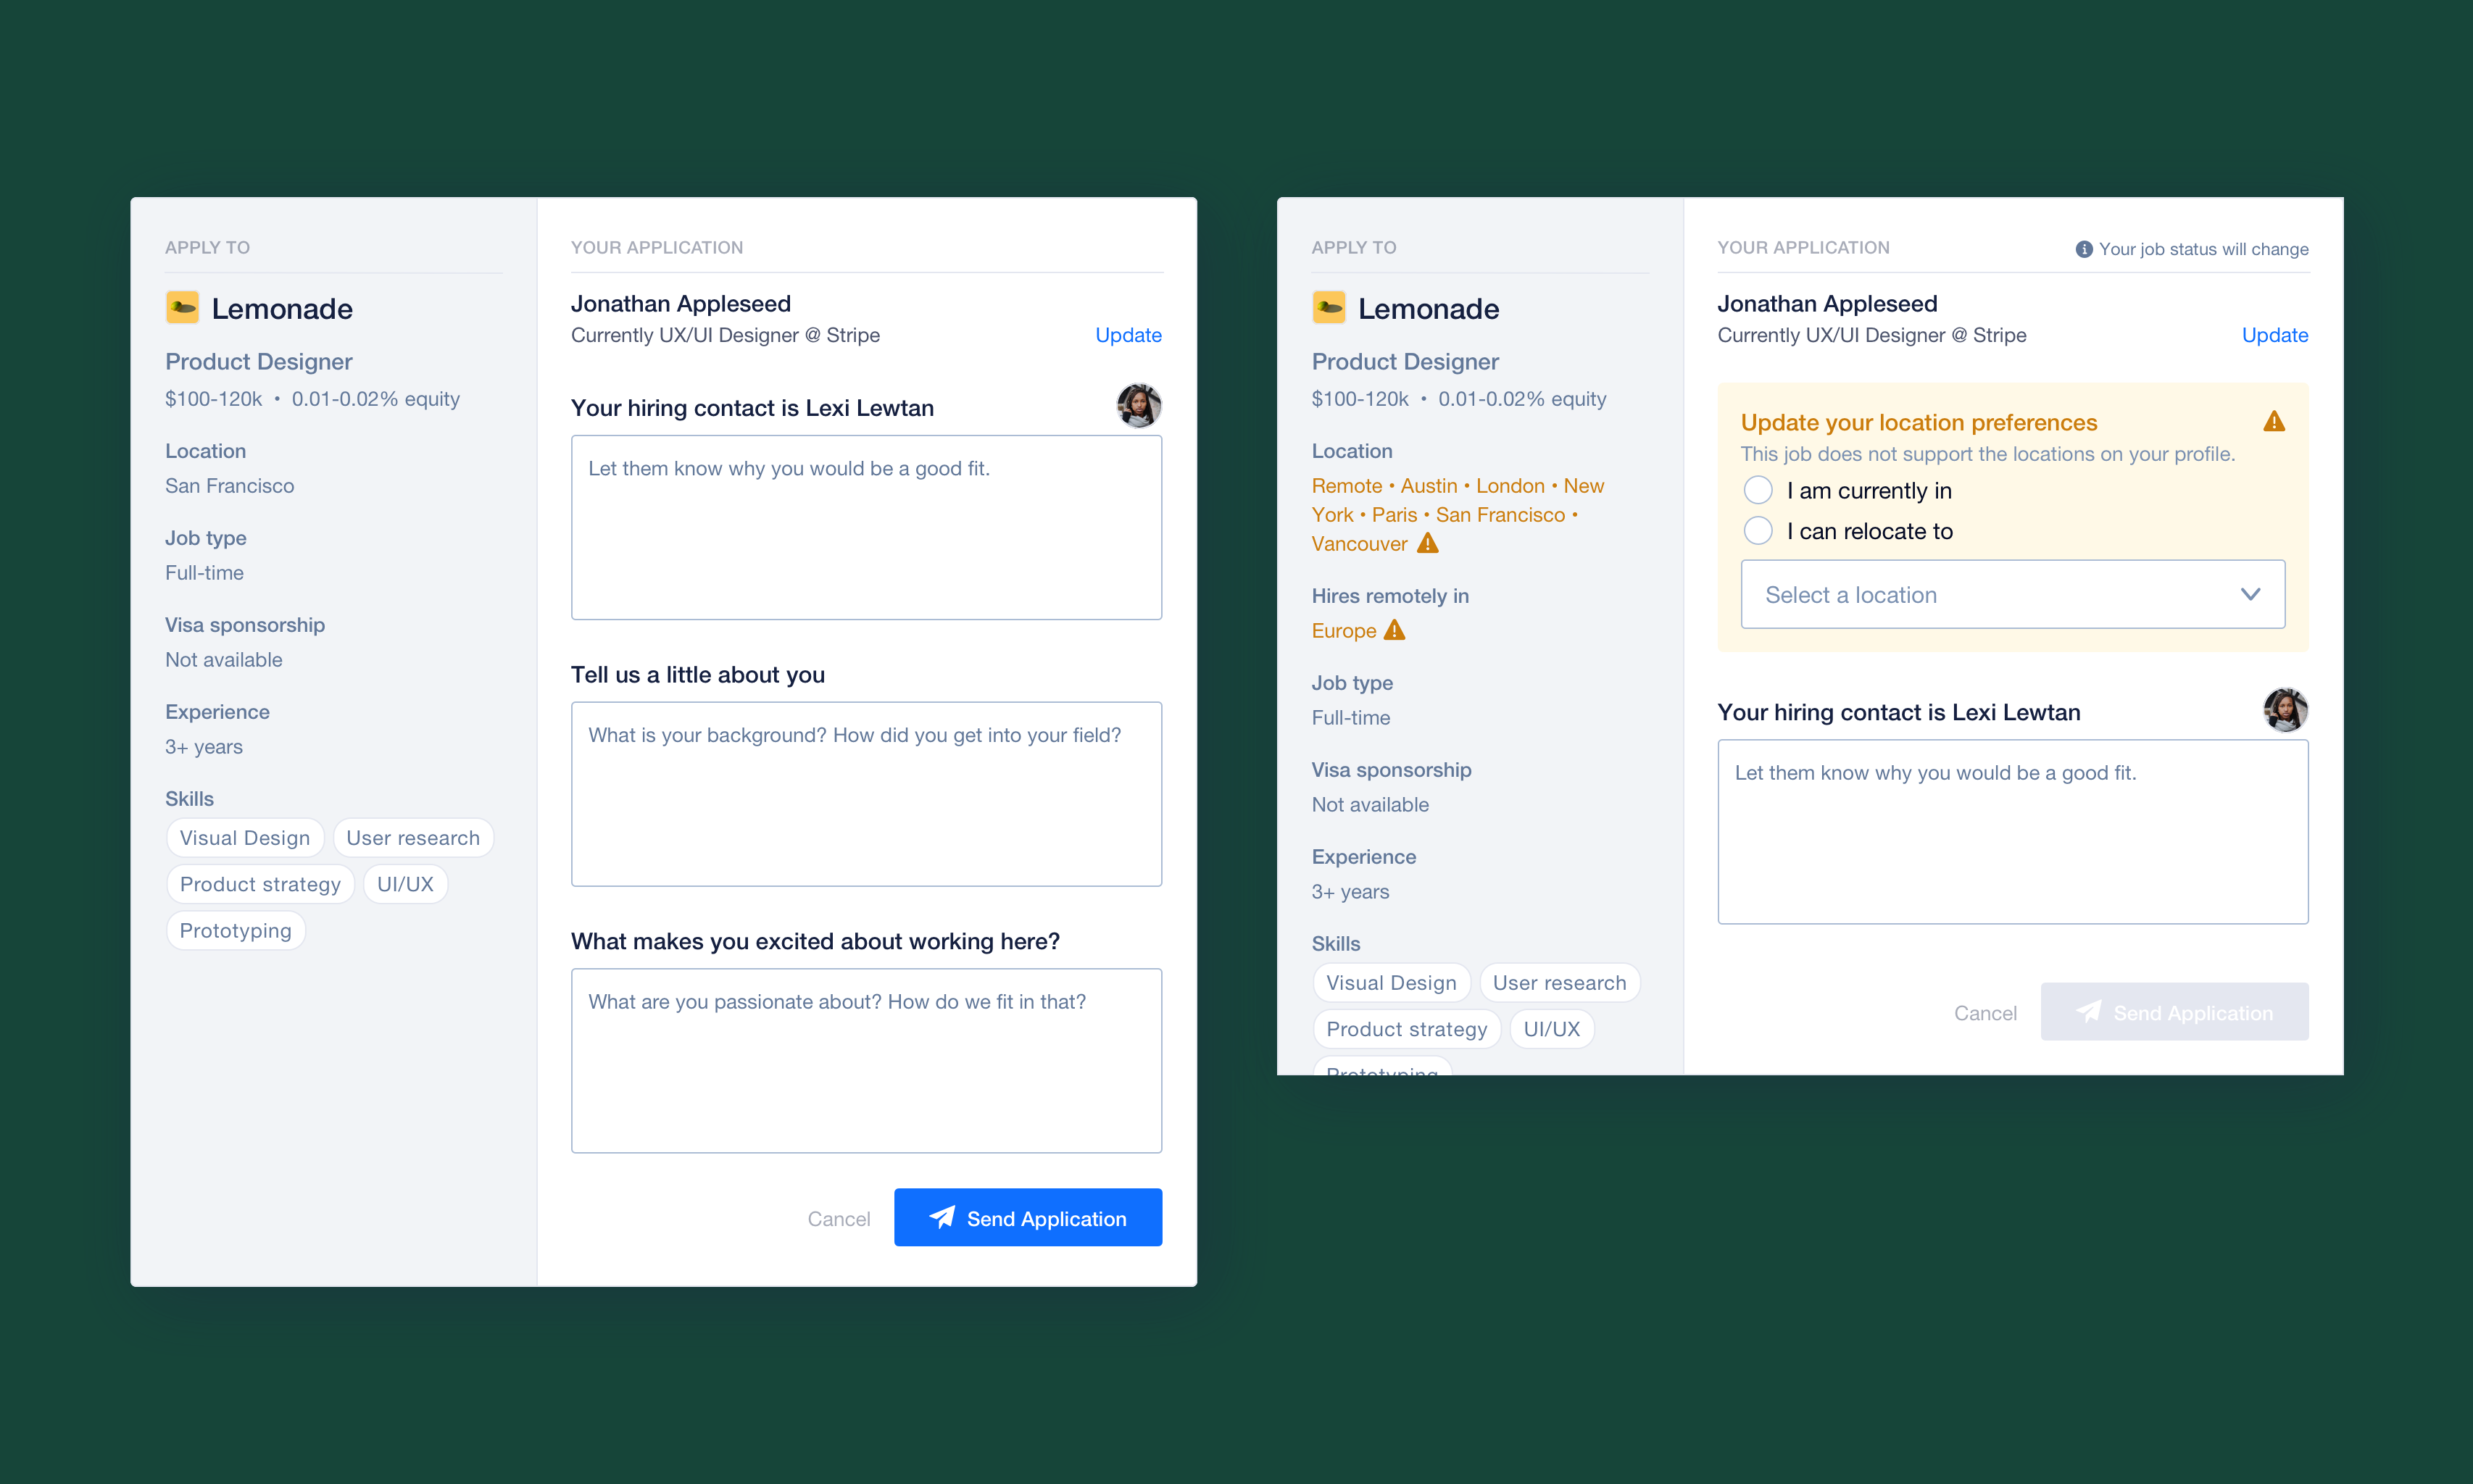 APPLY TO
Lemonade
Product Designer
$100-120k • 0.01-0.02% equity
Location
San Francisco
Job type
Full-time
Visa sponsorship
Not available
Experience
3+ years
Skills
Visual Design User research
Product strategy UI/UX
Prototyping
YOUR APPLICATION
Jonathan Appleseed
Currently UX/UI Designer @ Stripe Update
Your hiring contact is Lexi Lewtan
Let them know why you would be a good fit.
Tell us a little about you
What is your background? How did you get into your field?
What makes you excited about working here?
What are you passionate about? How do we fit in that?
Cancel Send Application
APPLY TO
Lemonade
Product Designer
$100-120k • 0.01-0.02% equity
Location
Remote • Austin • London • New
York • Paris • San Francisco •
Vancouver
Hires remotely in
Europe
Job type
Full-time
Visa sponsorship
Not available
Experience
3+ years
Skills
Visual Design User research
Product strategy UI/UX
Prototyping
YOUR APPLICATION Your job status will change
Jonathan Appleseed
Currently UX/UI Designer @ Stripe Update
Update your location preferences
This job does not support the locations on your profile.
I am currently in
I can relocate to
Select a location
Your hiring contact is Lexi Lewtan
Let them know why you would be a good fit.
Cancel Send Application